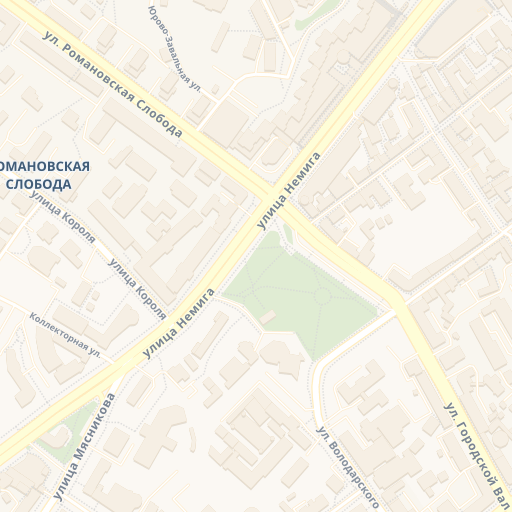 Юрово-Завальная ул.
ул. Романовская Слобода
ОМАНОВСКАЯ
СЛОБОДА
улица Немига
улица Короля
улица Короля
улица Немига
Коллекторная ул.
улица Мясникова
ул. Володарского
ул. Городской Вал